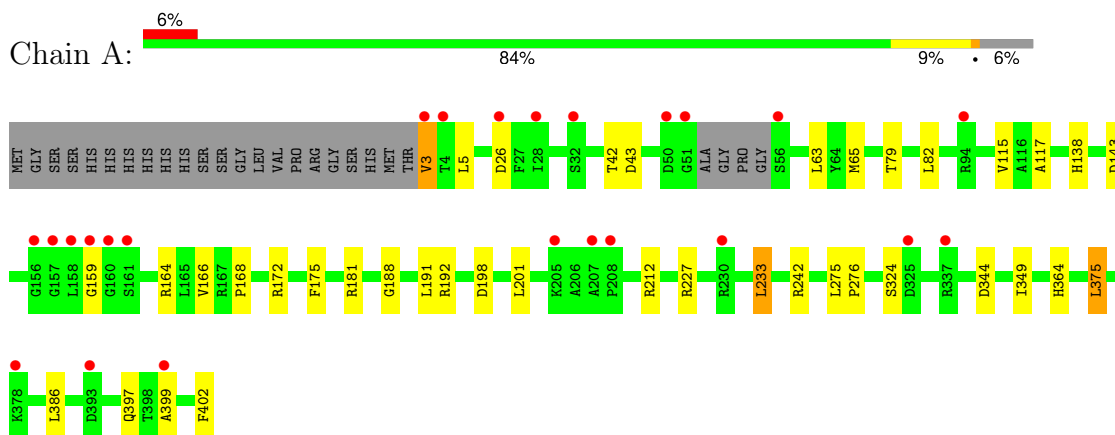 Chain A:
6%
84% 9% • 6%
MET GLY SER SER HIS HIS HIS HIS HIS HIS SER SER GLY LEU VAL PRO ARG GLY SER HIS MET THR V3 T4 L5 D26 F27 I28 S32 T42 D43 D50 G51 ALA GLY PRO GLY S56 L63 Y64 M65 T79 L82 R94 V115 A116 A117 H138
G156 G157 L158 G159 G160 S161 R164 L165 V166 R167 P168 R172 F175 R181 G188 L191 R192 D198 L201 K205 A206 A207 P208 R212 R227 R230 L233 R242 L275 P276 S324 D325 R337 D344 I349 H364 L375
K378 L386 D393 Q397 T398 A399 F402